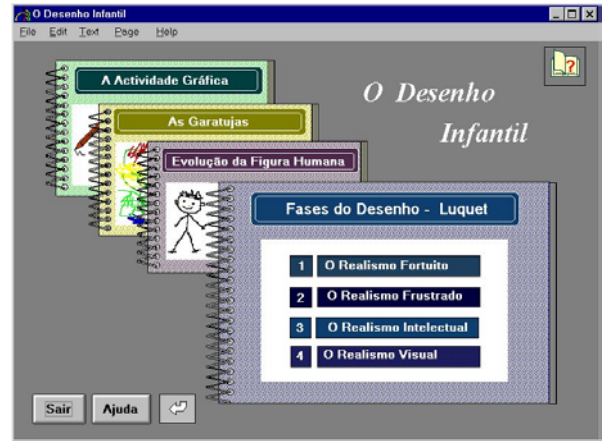 O Desenho Infantil
File Edit Text Page Help
A Actividade Gráfica
O Desenho
Infantil
As Garatujas
Evolução da Figura Humana
Fases do Desenho - Luquet
1 O Realismo Fortuito
2 O Realismo Frustrado
3 O Realismo Intelectual
4 O Realismo Visual
Sair Ajuda